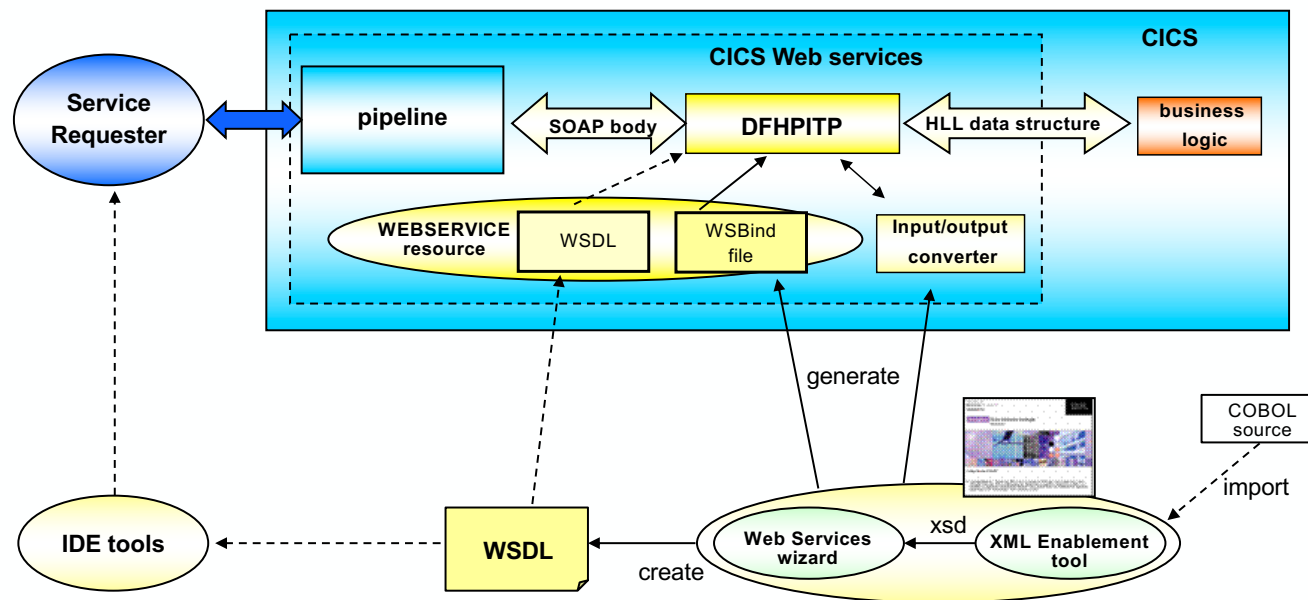 CICS
CICS Web services
Service
Requester
pipeline
SOAP body
DFHPITP
HLL data structure
business
logic
WEBSERVICE
resource
WSDL
WSBind
file
Input/output
converter
generate
COBOL
source
import
IDE tools
WSDL
create
Web Services
wizard
xsd
XML Enablement
tool